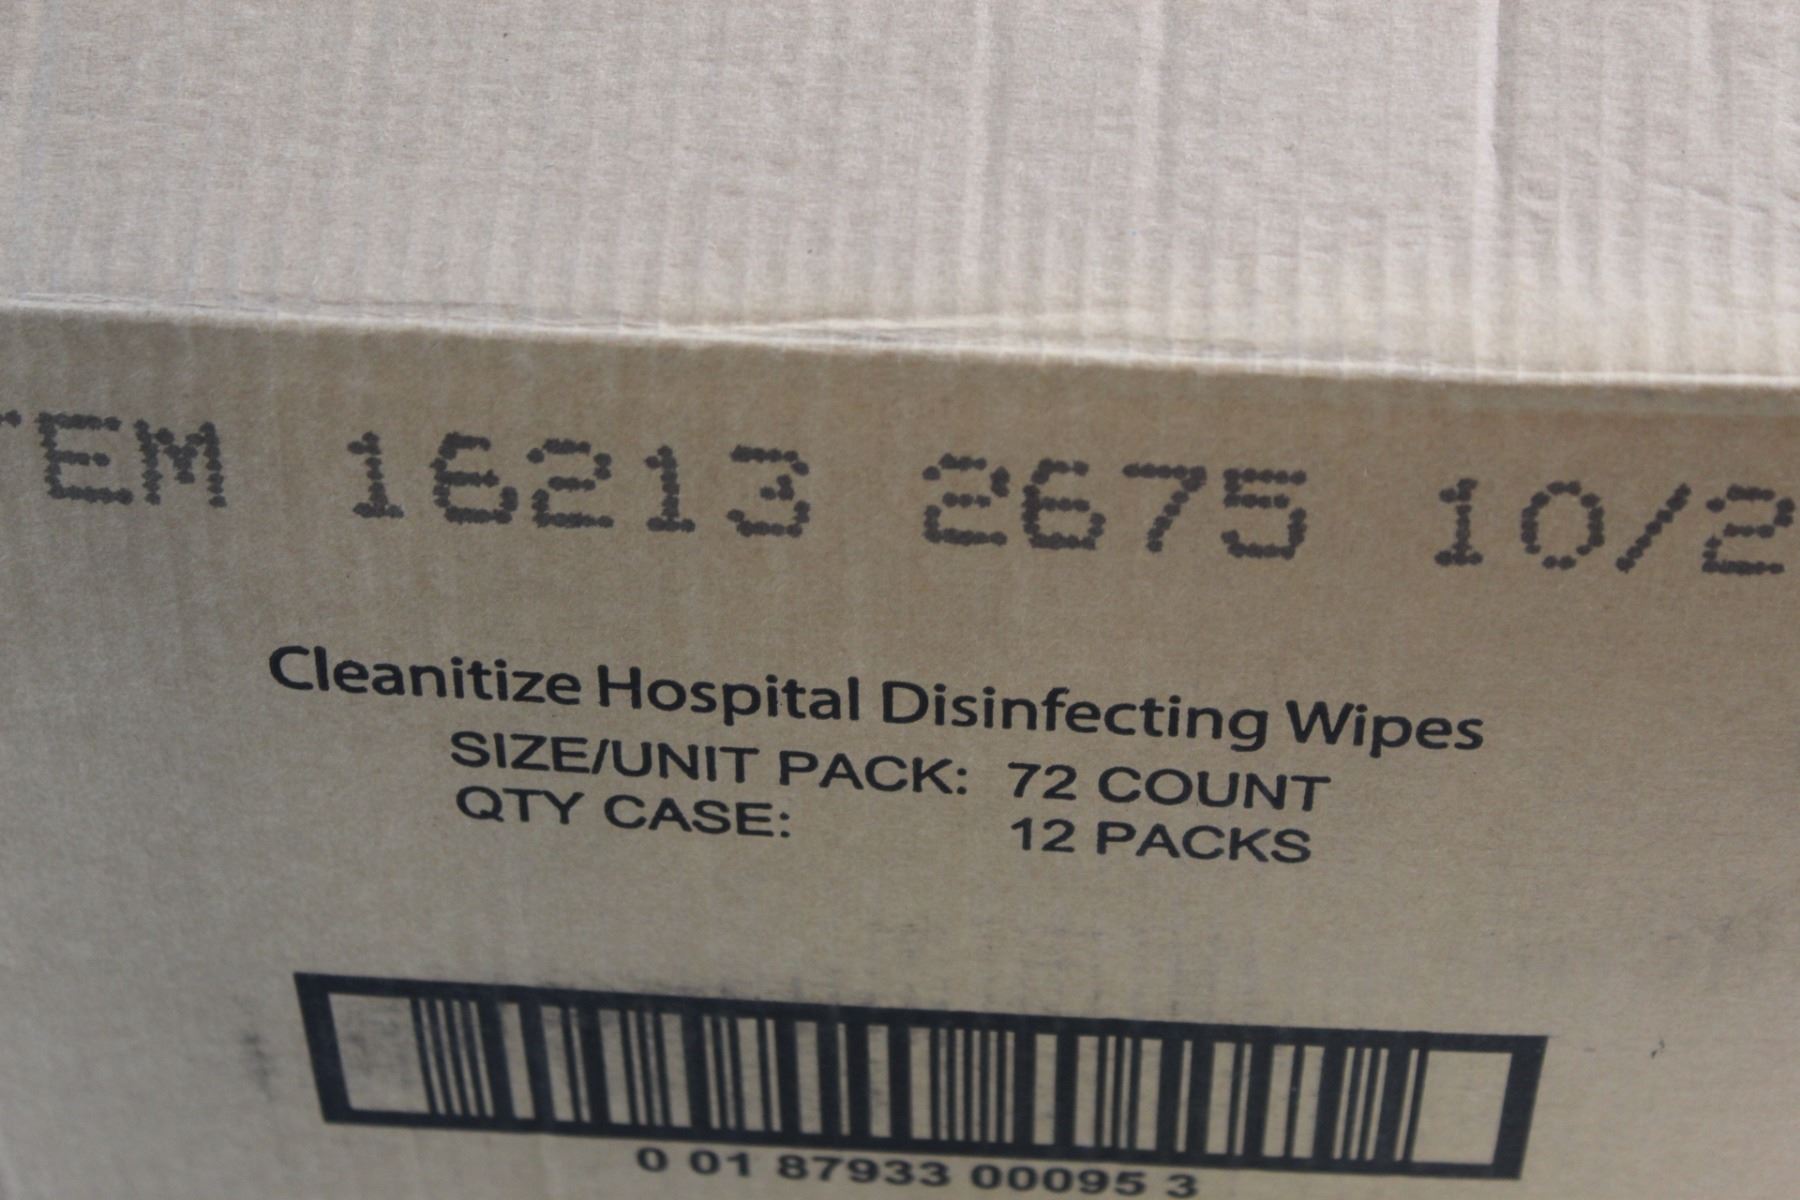 TEM 16213 2675 10/2
Cleanitize Hospital Disinfecting Wipes
SIZE/UNIT PACK: 72 COUNT
QTY CASE: 12 PACKS
0 01 87933 00095 3